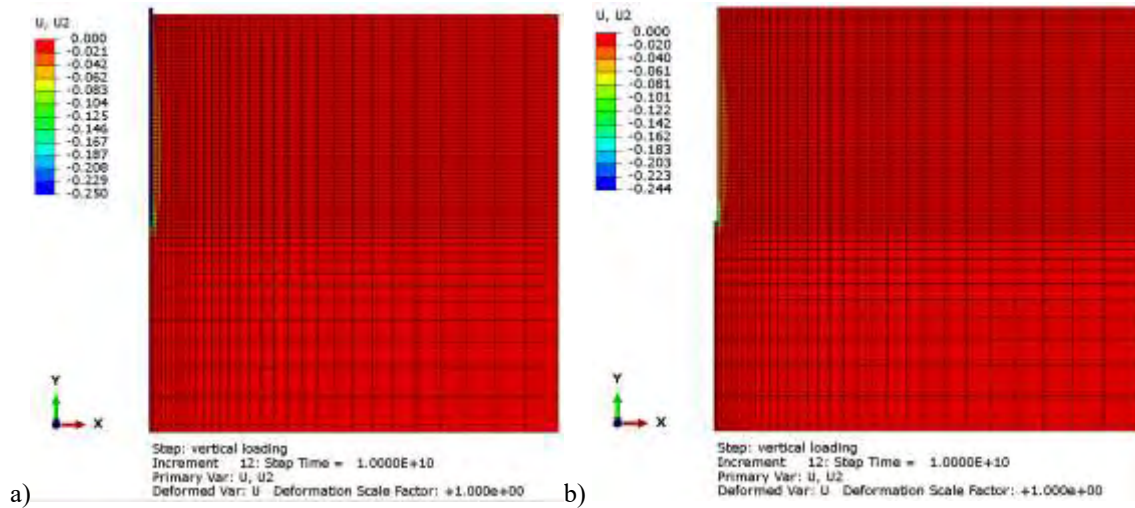 U, U2
0.000
-0.021
-0.042
-0.062
-0.083
-0.104
-0.125
-0.146
-0.167
-0.187
-0.208
-0.229
-0.250
Y
X
Step: vertical loading
Increment 12: Step Time = 1.0000E+10
Primary Var: U, U2
Deformed Var: U Deformation Scale Factor: +1.000e+00
a)
U, U2
0.000
-0.020
-0.040
-0.061
-0.081
-0.101
-0.122
-0.142
-0.162
-0.183
-0.203
-0.223
-0.244
Y
X
Step: vertical loading
Increment 12: Step Time = 1.0000E+10
Primary Var: U, U2
Deformed Var: U Deformation Scale Factor: +1.000e+00
b)